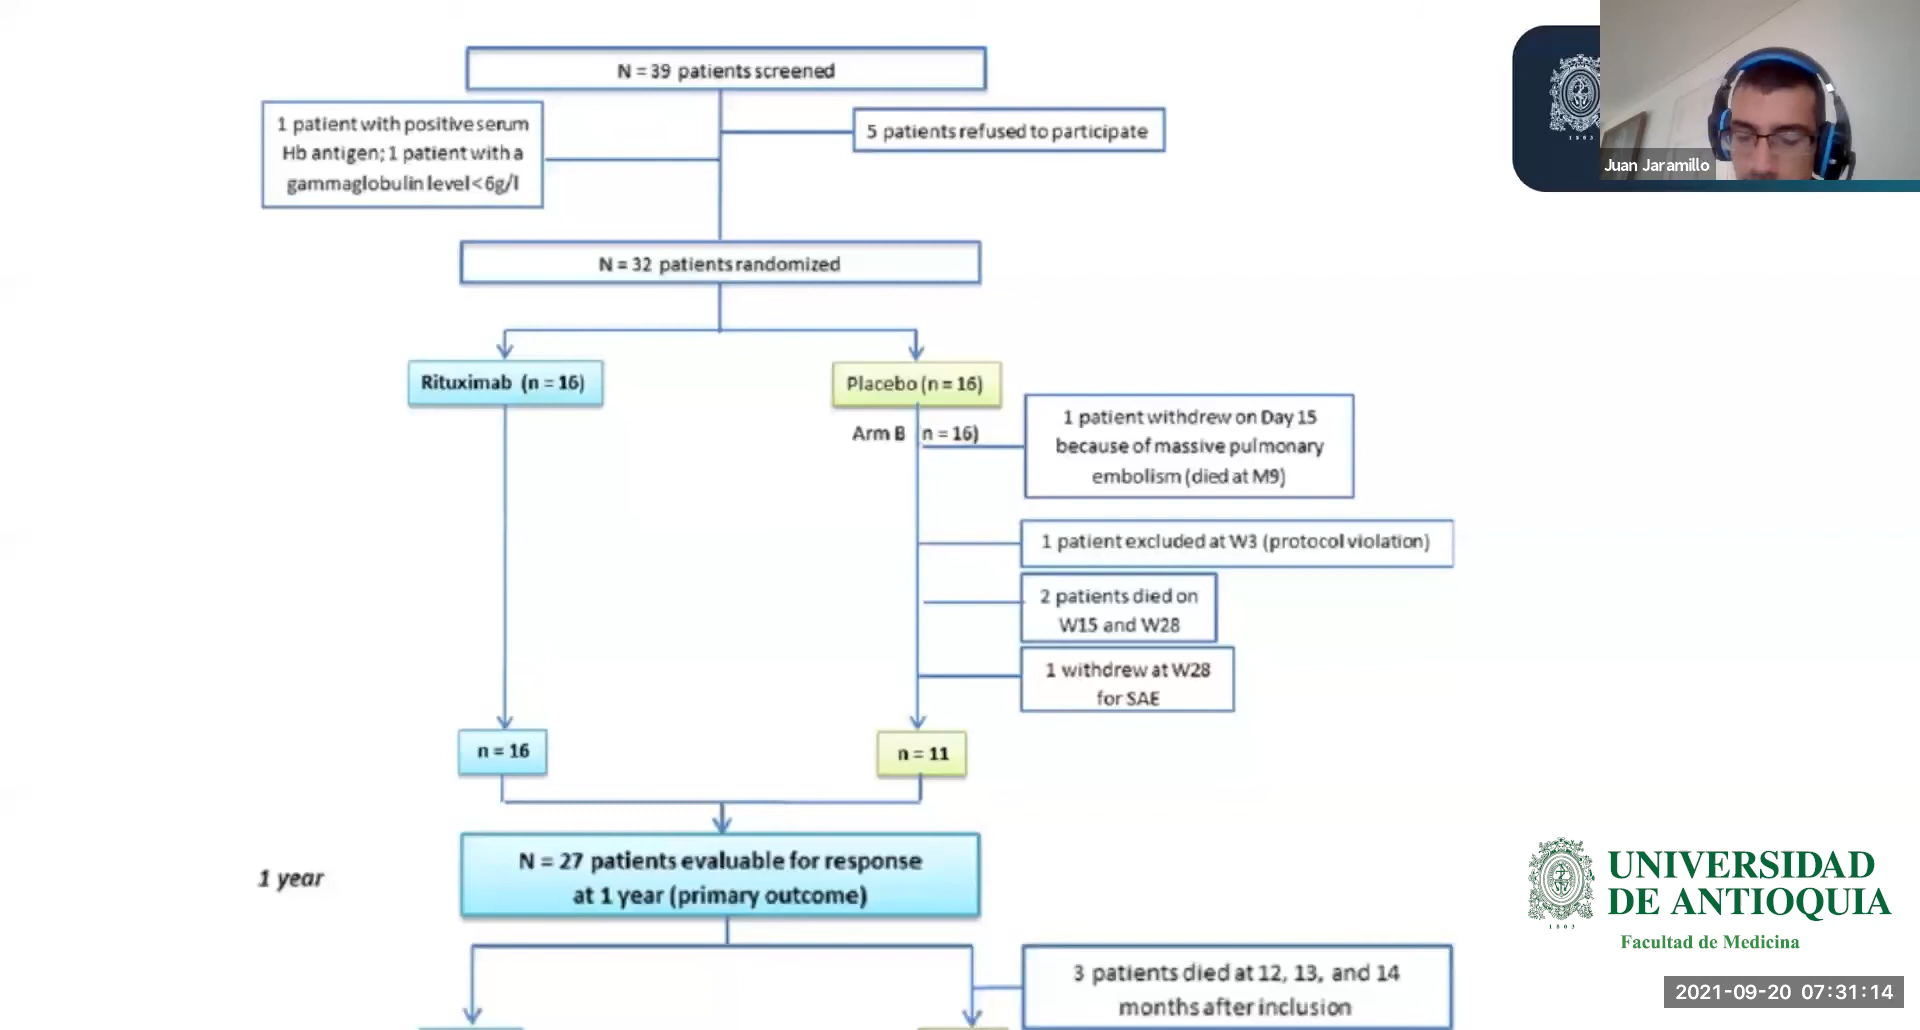 N = 39 patients screened
1 patient with positive serum
Hb antigen; 1 patient with a
gammaglobulin level<6g/l
5 patients refused to participate
1803
Juan Jaramillo
N = 32 patients randomized
Rituximab (n = 16)
Placebo (n = 16)
Arm B n = 16)
1 patient withdrew on Day 15
because of massive pulmonary
embolism (died at M9)
1 patient excluded at W3 (protocol violation)
2 patients died on
W15 and W28
1 withdrew at W28
for SAE
n = 16
n = 11
1 year
N = 27 patients evaluable for response
at 1 year (primary outcome)
3 patients died at 12, 13, and 14
months after inclusion
UNIVERSIDAD
DE ANTIOQUIA
1803
Facultad de Medicina
2021-09-20 07:31:14